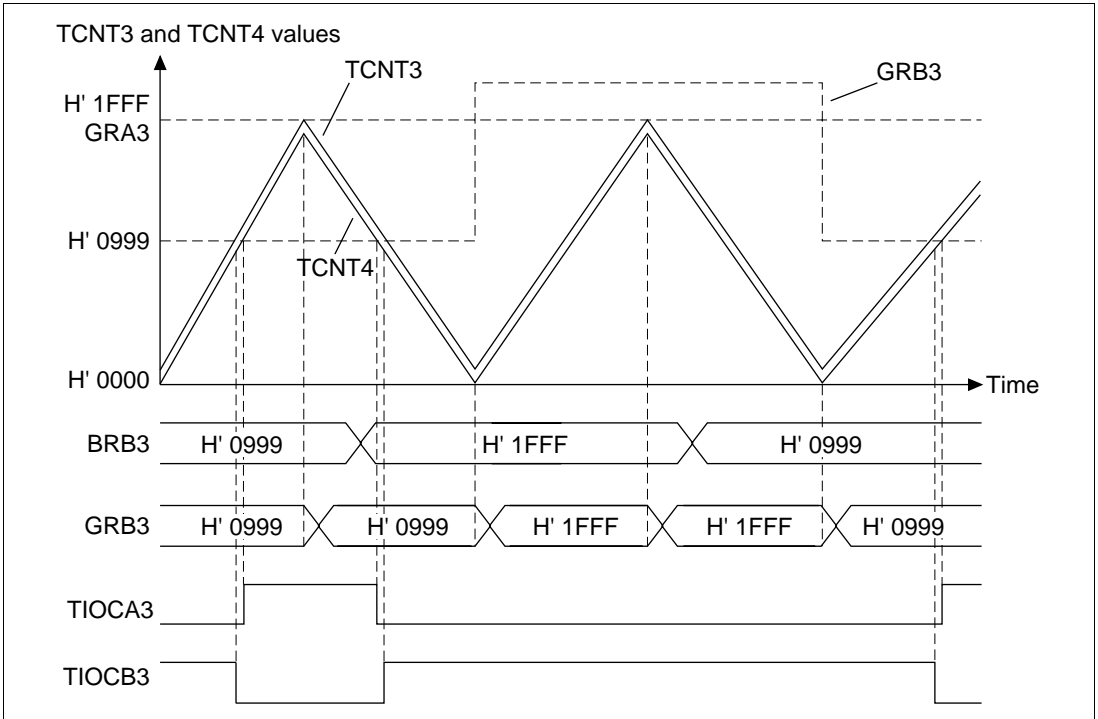 TCNT3 and TCNT4 values
TCNT3
GRB3
H' 1FFF
GRA3
H' 0999
TCNT4
H' 0000
Time
BRB3
H' 0999
H' 1FFF
H' 0999
GRB3
H' 0999
H' 0999
H' 1FFF
H' 1FFF
H' 0999
TIOCA3
TIOCB3